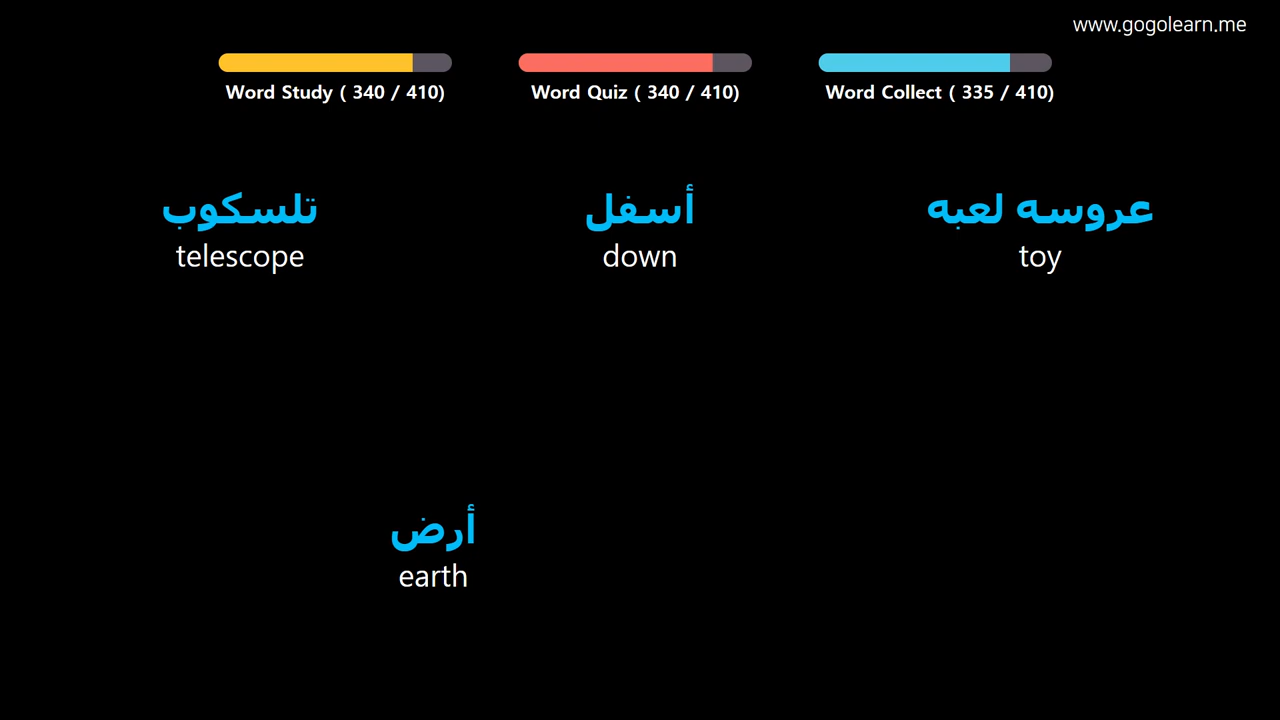 www.gogolearn.me
Word Study ( 340 / 410)
Word Quiz ( 340 / 410)
Word Collect ( 335 / 410)
تلسكوب
telescope
أسفل
down
عروسه لعبه
toy
أرض
earth